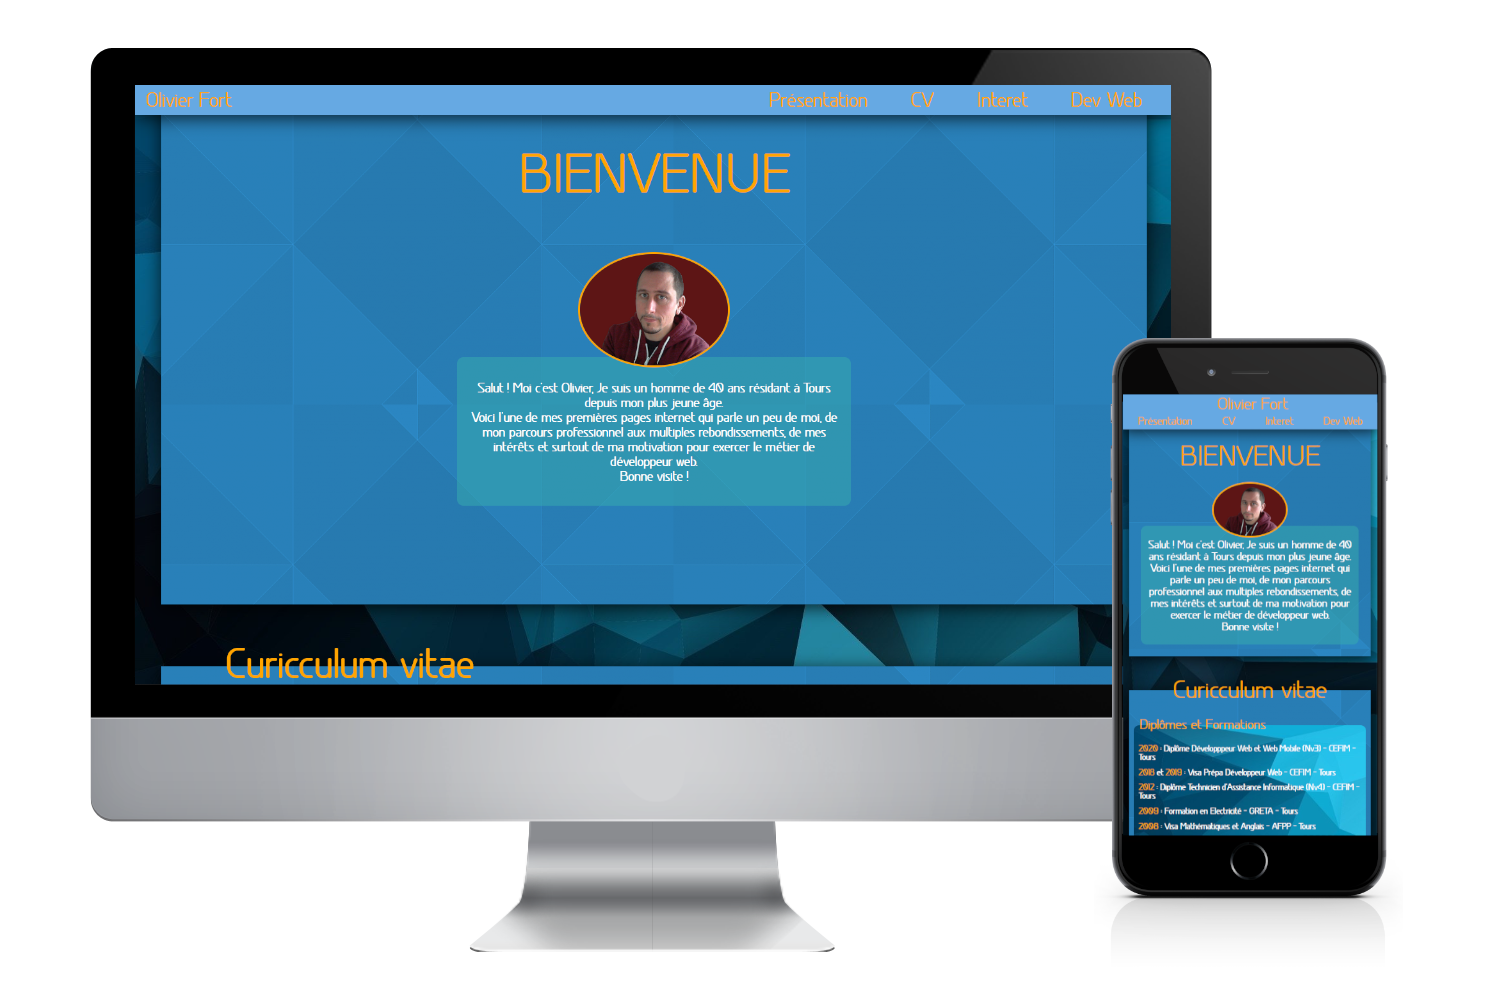 Olivier Fort Présentation CV Interet Dev Web
BIENVENUE
Salut ! Moi c'est Olivier, Je suis un homme de 40 ans résidant à Tours
depuis mon plus jeune âge.
Voici l'une de mes premières pages internet qui parle un peu de moi, de
mon parcours professionnel aux multiples rebondissements, de mes
intérêts et surtout de ma motivation pour exercer le métier de
développeur web.
Bonne visite !
Curicculum vitae
Olivier Fort
Présentation CV Interet Dev Web
BIENVENUE
Salut ! Moi c'est Olivier, Je suis un homme de 40
ans résidant à Tours depuis mon plus jeune âge.
Voici l'une de mes premières pages internet qui
parle un peu de moi, de mon parcours
professionnel aux multiples rebondissements, de
mes intérêts et surtout de ma motivation pour
exercer le métier de développeur web.
Bonne visite !
Curicculum vitae
Diplômes et Formations
2020 : Diplôme Développpeur Web et Web Mobile (Nv3) - CEFIM -
Tours
2018 et 2019 : Visa Prépa Développeur Web - CEFIM - Tours
2012 : Diplôme Technicien d'Assistance Informatique (Nv4) - CEFIM -
Tours
2009 : Formation en Electricité - GRETA - Tours
2008 : Visa Mathématiques et Anglais - AFPP - Tours